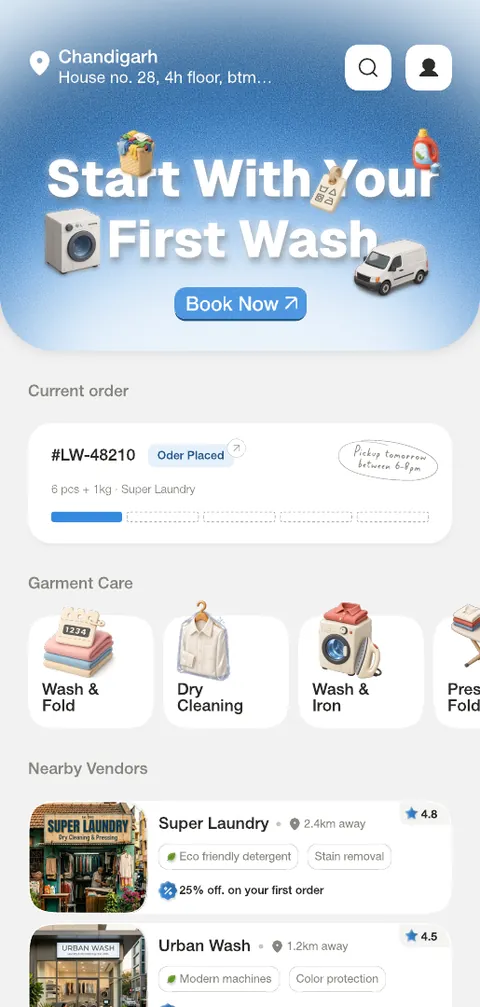 Chandigarh
House no. 28, 4h floor, btm...
Start With Your
First Wash
Book Now
Current order
#LW-48210
Oder Placed
Pickup tomorrow
between 6-8pm
6 pcs + 1kg · Super Laundry
Garment Care
1234
Wash &
Fold
Dry
Cleaning
Wash &
Iron
Pres
Fold
Nearby Vendors
SUPER LAUNDRY
Dry Cleaning & Pressing
Super Laundry
2.4km away
4.8
Eco friendly detergent
Stain removal
25% off. on your first order
URBAN WASH
Urban Wash
1.2km away
4.5
Modern machines
Color protection